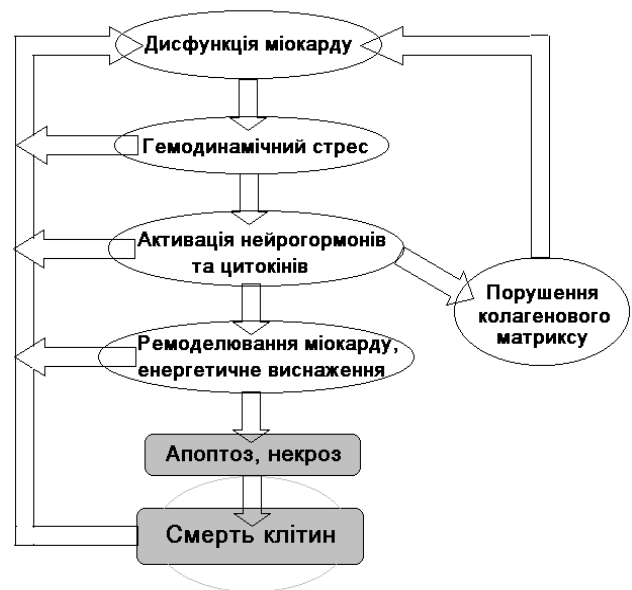 Дисфункція міокарду
Гемодинамічний стрес
Активація нейрогормонів
та цитокінів
Порушення
колагенового
матриксу
Ремоделювання міокарду,
енергетичне виснаження
Апоптоз, некроз
Смерть клітин